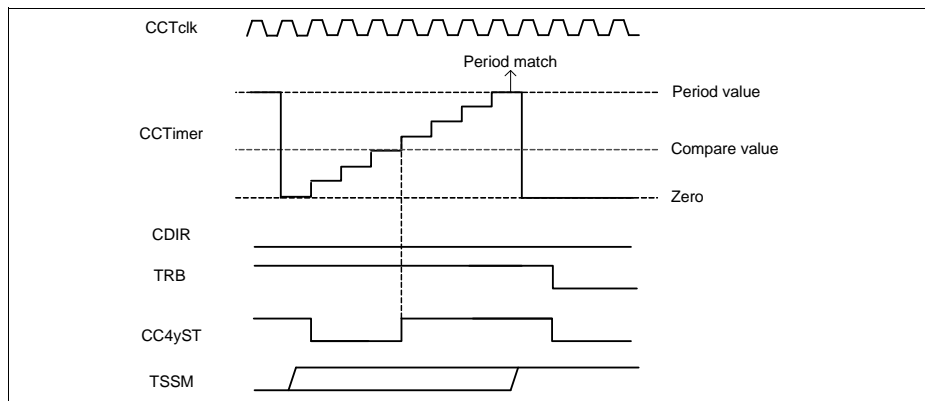 CCTclk
Period match
Period value
CCTimer
Compare value
Zero
CDIR
TRB
CC4yST
TSSM